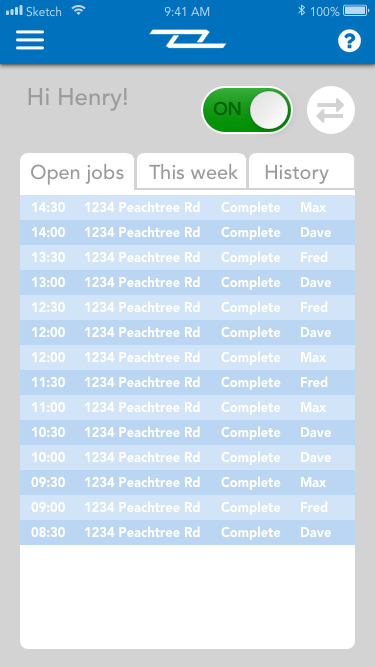 Sketch 9:41 AM 100%
?
Hi Henry!
ON
Open jobs This week History
14:30 1234 Peachtree Rd Complete Max
14:00 1234 Peachtree Rd Complete Dave
13:30 1234 Peachtree Rd Complete Fred
13:00 1234 Peachtree Rd Complete Dave
12:30 1234 Peachtree Rd Complete Fred
12:00 1234 Peachtree Rd Complete Dave
12:00 1234 Peachtree Rd Complete Max
11:30 1234 Peachtree Rd Complete Fred
11:00 1234 Peachtree Rd Complete Max
10:30 1234 Peachtree Rd Complete Dave
10:00 1234 Peachtree Rd Complete Dave
09:30 1234 Peachtree Rd Complete Max
09:00 1234 Peachtree Rd Complete Fred
08:30 1234 Peachtree Rd Complete Dave